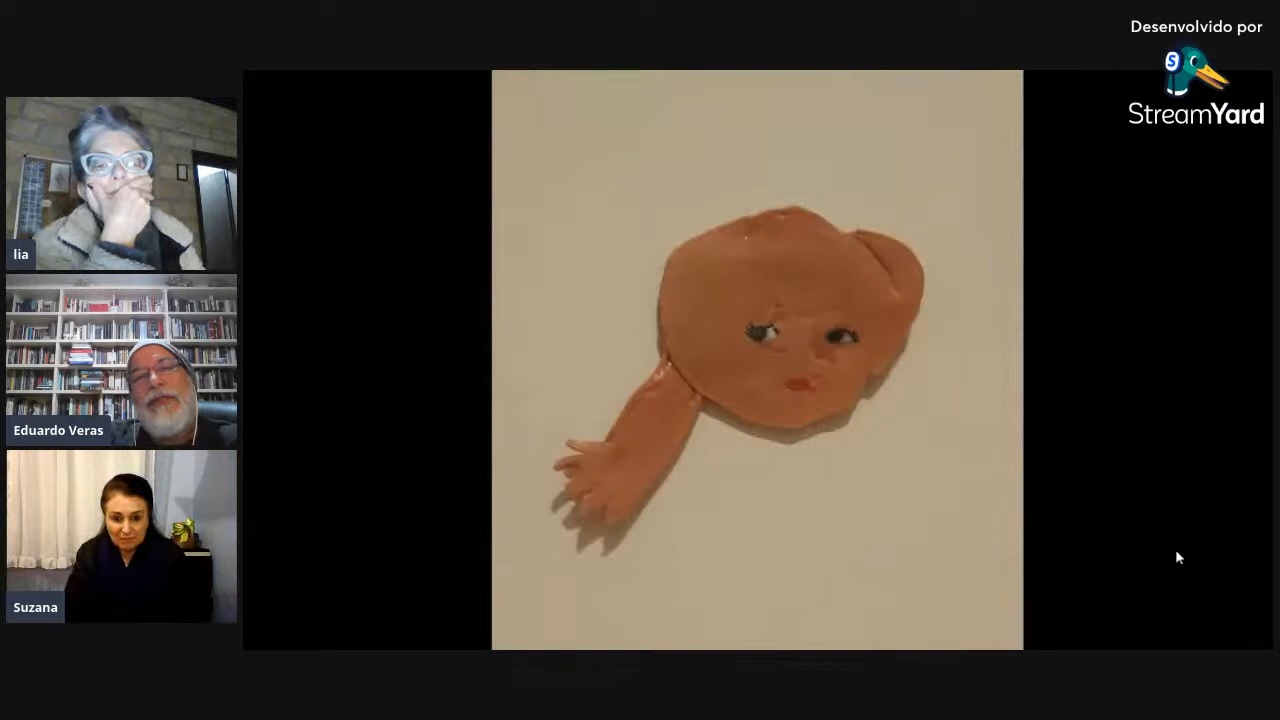 Desenvolvido por
StreamYard
lia
Eduardo Veras
Suzana